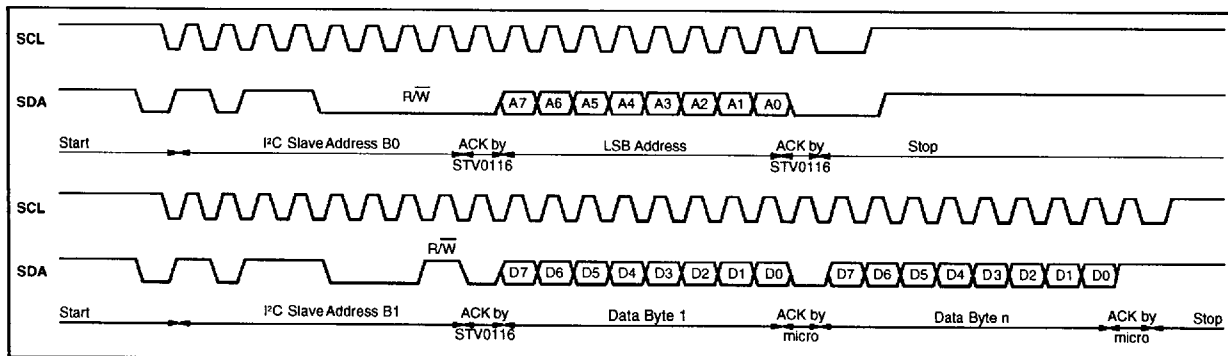 SCL
SDA R/W A7 A6 A5 A4 A3 A2 A1 A0
Start I²C Slave Address B0 ACK by STV0116 LSB Address ACK by STV0116 Stop
SCL
R/W
SDA D7 D6 D5 D4 D3 D2 D1 D0 D7 D6 D5 D4 D3 D2 D1 D0
Start I²C Slave Address B1 ACK by STV0116 Data Byte 1 ACK by micro Data Byte n ACK by micro Stop